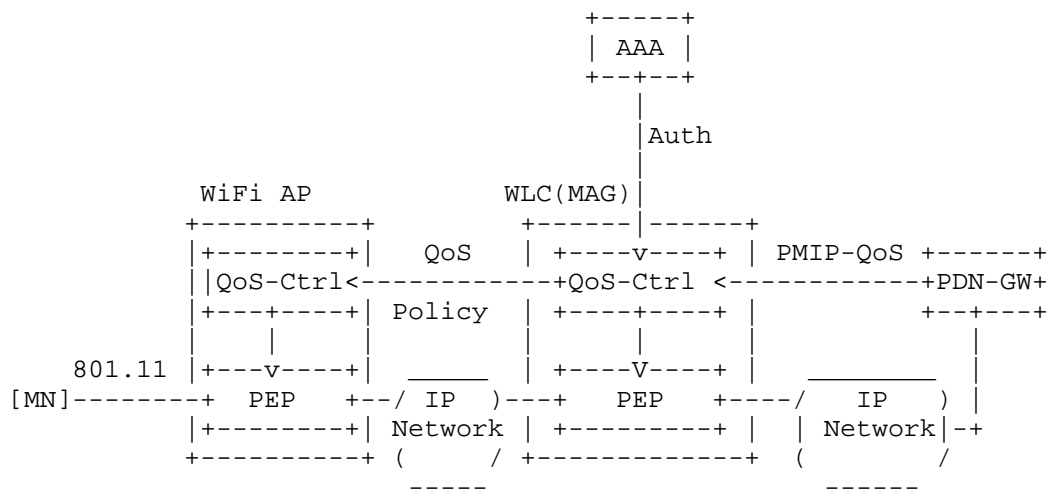 AAA
Auth
WiFi AP WLC(MAG)
QoS PMIP-QoS
QoS-Ctrl QoS-Ctrl PDN-GW
Policy
v v
801.11 v V
[MN] PEP IP PEP IP
Network Network